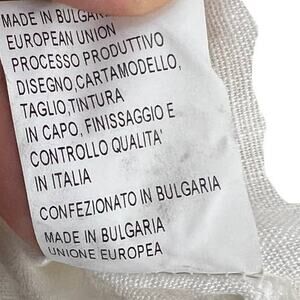 MADE IN BULGARIA
EUROPEAN UNION
PROCESSO PRODUTTIVO
DISEGNO,CARTAMODELLO,
TAGLIO,TINTURA
IN CAPO, FINISSAGGIO E
CONTROLLO QUALITA'
IN ITALIA
CONFEZIONATO IN BULGARIA
MADE IN BULGARIA
UNIONE EUROPEA